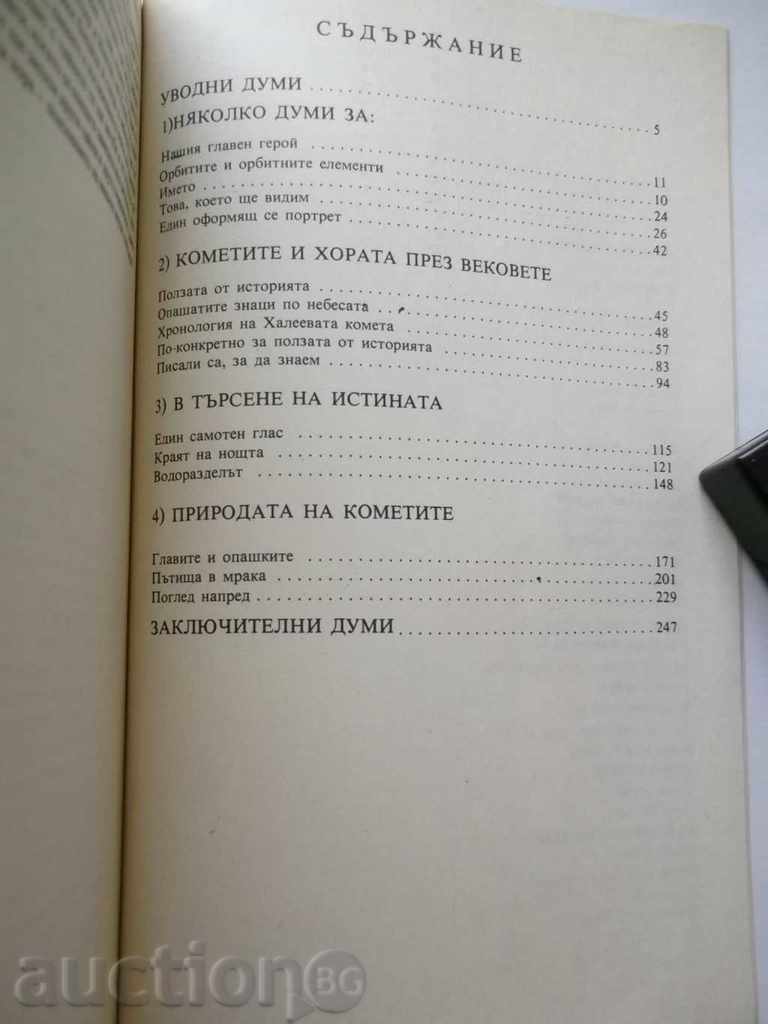 СЪДЪРЖАНИЕ
УВОДНИ ДУМИ . . . . . . . . . . . . . . . . . . . . 5
1)НЯКОЛКО ДУМИ ЗА:
Нашия главен герой . . . . . . . . . . . . . . . . . . . . 11
Орбитите и орбитните елементи . . . . . . . . . . . . . . . . . . . . 10
Името . . . . . . . . . . . . . . . . . . . . 24
Това, което ще видим . . . . . . . . . . . . . . . . . . . . 26
Един оформящ се портрет . . . . . . . . . . . . . . . . . . . . 42
2) КОМЕТИТЕ И ХОРАТА ПРЕЗ ВЕКОВЕТЕ
Ползата от историята . . . . . . . . . . . . . . . . . . . . 45
Опашатите знаци по небесата . . . . . . . . . . . . . . . . . . . . 48
Хронология на Халеевата комета . . . . . . . . . . . . . . . . . . . . 57
По-конкретно за ползата от историята . . . . . . . . . . . . . . . . . . . . 83
Писали са, за да знаем . . . . . . . . . . . . . . . . . . . . 94
3) В ТЪРСЕНЕ НА ИСТИНАТА
Един самотен глас . . . . . . . . . . . . . . . . . . . . 115
Краят на нощта . . . . . . . . . . . . . . . . . . . . 121
Водоразделът . . . . . . . . . . . . . . . . . . . . 148
4) ПРИРОДАТА НА КОМЕТИТЕ
Главите и опашките . . . . . . . . . . . . . . . . . . . . 171
Пътища в мрака . . . . . . . . . . . . . . . . . . . . 201
Поглед напред . . . . . . . . . . . . . . . . . . . . 229
ЗАКЛЮЧИТЕЛНИ ДУМИ . . . . . . . . . . . . . . . . . . . . 247
auctionBG